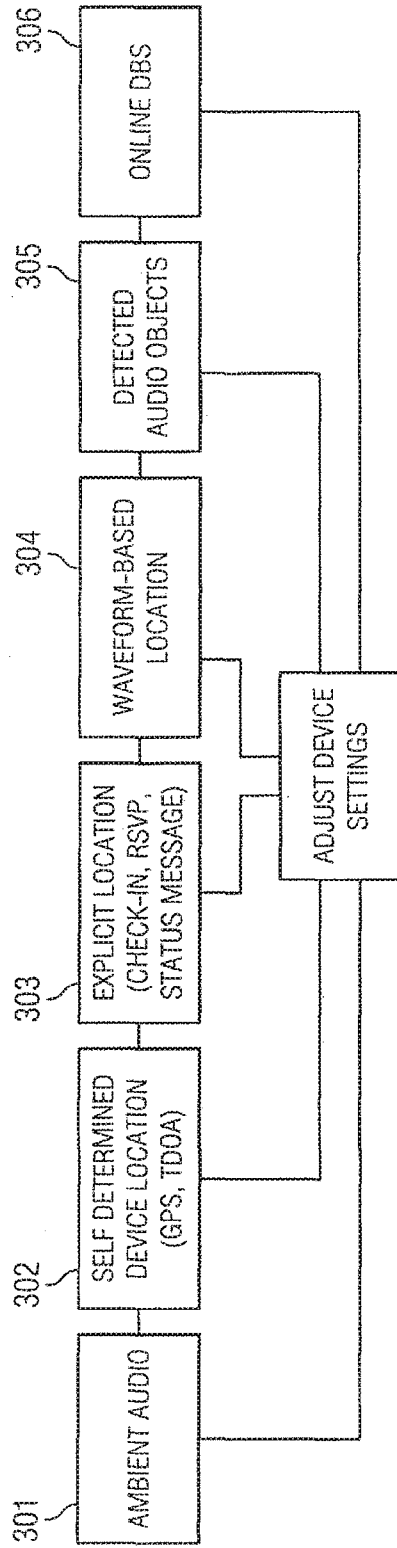 301
AMBIENT AUDIO
302
SELF DETERMINED
DEVICE LOCATION
(GPS, TDOA)
303
EXPLICIT LOCATION
(CHECK-IN, RSVP,
STATUS MESSAGE)
304
WAVEFORM-BASED
LOCATION
305
DETECTED
AUDIO OBJECTS
306
ONLINE DBS
ADJUST DEVICE
SETTINGS